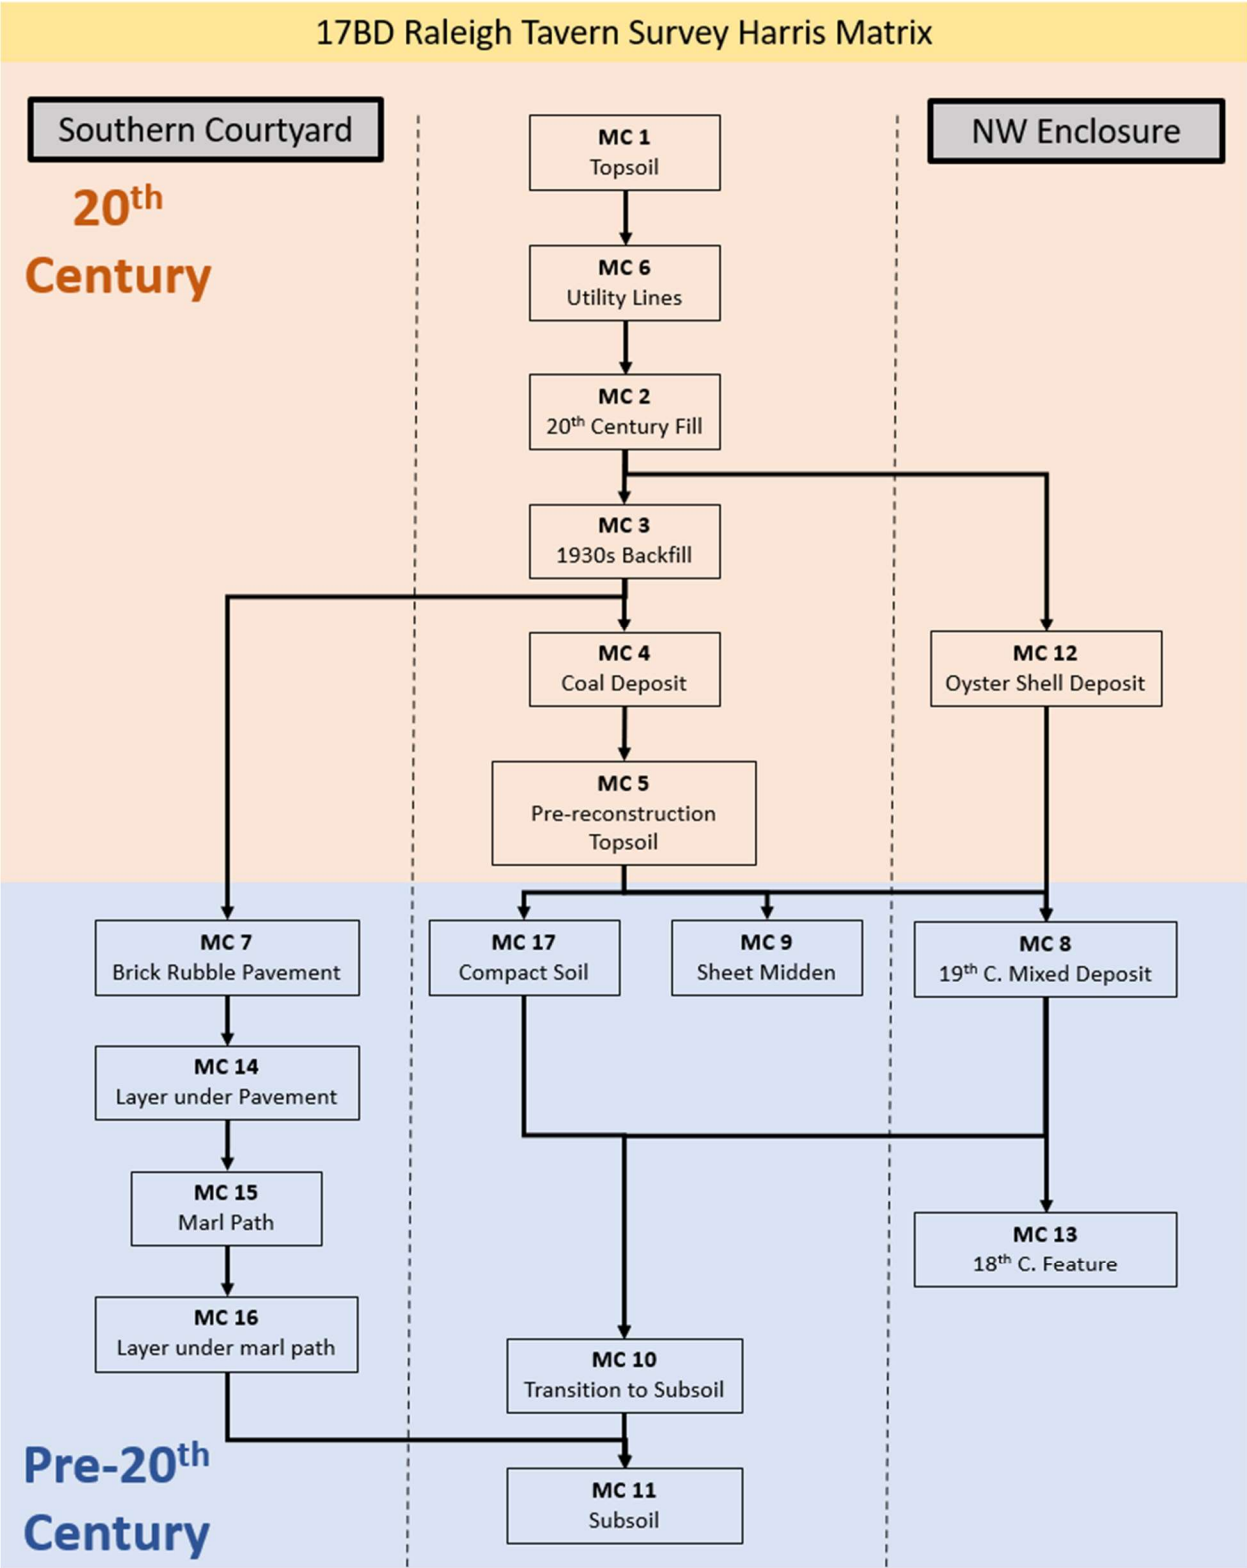 17BD Raleigh Tavern Survey Harris Matrix
Southern Courtyard
NW Enclosure
20th
Century
MC 1
Topsoil
MC 6
Utility Lines
MC 2
20th Century Fill
MC 3
1930s Backfill
MC 4
Coal Deposit
MC 12
Oyster Shell Deposit
MC 5
Pre-reconstruction
Topsoil
MC 7
Brick Rubble Pavement
MC 17
Compact Soil
MC 9
Sheet Midden
MC 8
19th C. Mixed Deposit
MC 14
Layer under Pavement
MC 15
Marl Path
MC 13
18th C. Feature
MC 16
Layer under marl path
MC 10
Transition to Subsoil
Pre-20th
Century
MC 11
Subsoil